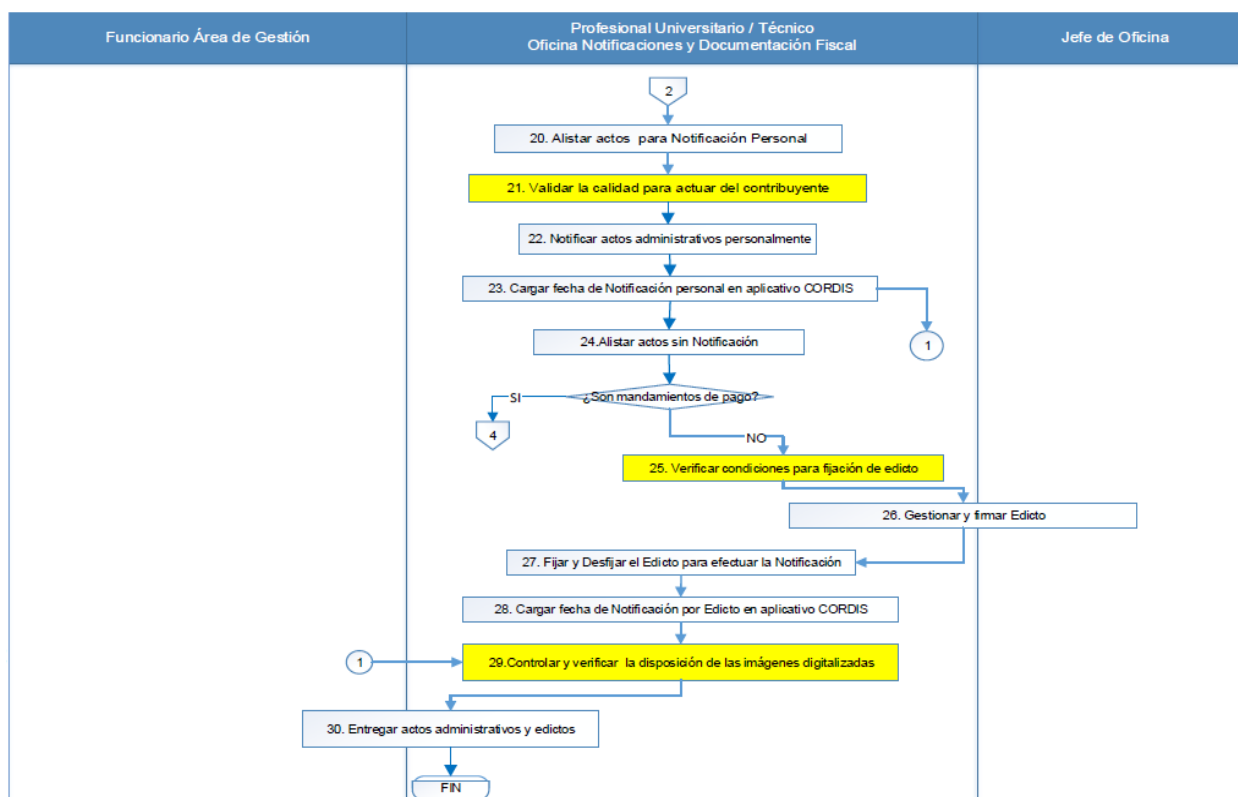 Funcionario Área de Gestión
Profesional Universitario / Técnico
Oficina Notificaciones y Documentación Fiscal
Jefe de Oficina
2
20. Alistar actos para Notificación Personal
21. Validar la calidad para actuar del contribuyente
22. Notificar actos administrativos personalmente
23. Cargar fecha de Notificación personal en aplicativo CORDIS
1
24.Alistar actos sin Notificación
¿Son mandamientos de pago?
SI
4
NO
25. Verificar condiciones para fijación de edicto
26. Gestionar y firmar Edicto
27. Fijar y Desfijar el Edicto para efectuar la Notificación
28. Cargar fecha de Notificación por Edicto en aplicativo CORDIS
1
29.Controlar y verificar la disposición de las imágenes digitalizadas
30. Entregar actos administrativos y edictos
FIN